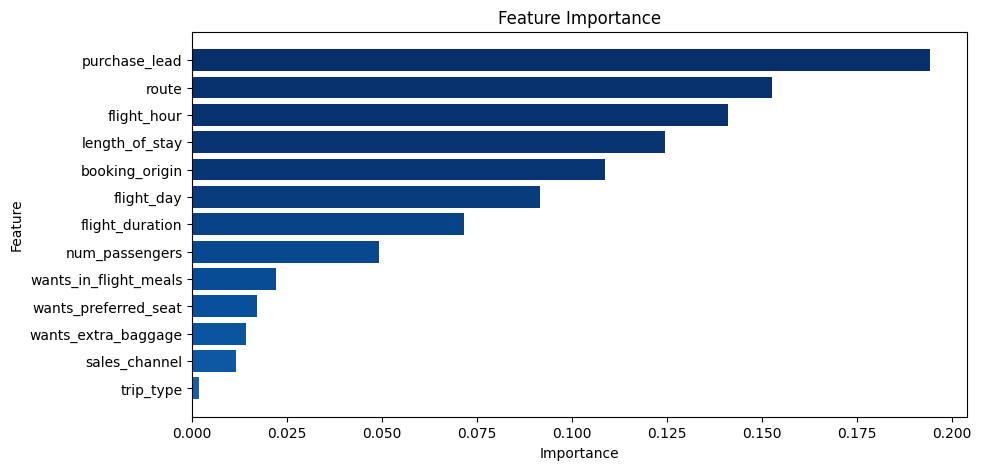 Feature Importance
purchase_lead
route
flight_hour
length_of_stay
booking_origin
flight_day
flight_duration
num_passengers
wants_in_flight_meals
wants_preferred_seat
wants_extra_baggage
sales_channel
trip_type
Feature
0.000 0.025 0.050 0.075 0.100 0.125 0.150 0.175 0.200
Importance